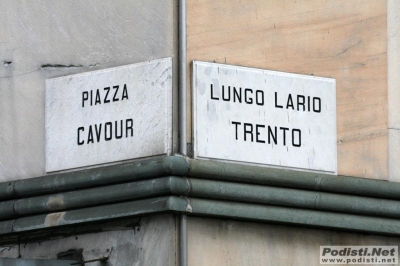 PIAZZA
CAVOUR
LUNGO LARIO
TRENTO
Podisti.Net
www.podisti.net